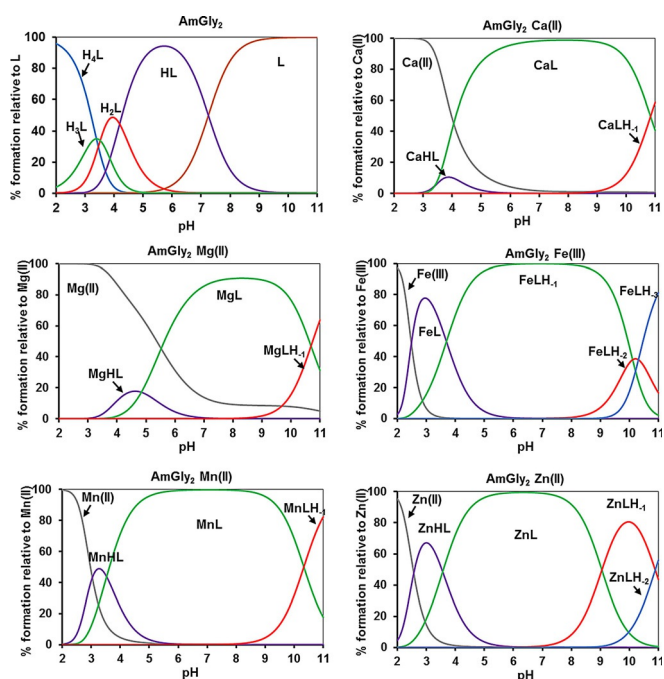 AmGly₂
% formation relative to L
100
80
60
40
20
0
H₄L
H₃L
H₂L
HL
L
2 3 4 5 6 7 8 9 10 11
pH
AmGly₂ Ca(II)
% formation relative to Ca(II)
100
80
60
40
20
0
Ca(II)
CaL
CaHL
CaLH₋₁
2 3 4 5 6 7 8 9 10 11
pH
AmGly₂ Mg(II)
% formation relative to Mg(II)
100
80
60
40
20
0
Mg(II)
MgL
MgHL
MgLH₋₁
2 3 4 5 6 7 8 9 10 11
pH
AmGly₂ Fe(III)
% formation relative to Fe(III)
100
80
60
40
20
0
Fe(III)
FeL
FeLH₋₁
FeLH₋₂
FeLH₋₃
2 3 4 5 6 7 8 9 10 11
pH
AmGly₂ Mn(II)
% formation relative to Mn(II)
100
80
60
40
20
0
Mn(II)
MnHL
MnL
MnLH₋₁
2 3 4 5 6 7 8 9 10 11
pH
AmGly₂ Zn(II)
% formation relative to Zn(II)
100
80
60
40
20
0
Zn(II)
ZnHL
ZnL
ZnLH₋₁
ZnLH₋₂
2 3 4 5 6 7 8 9 10 11
pH